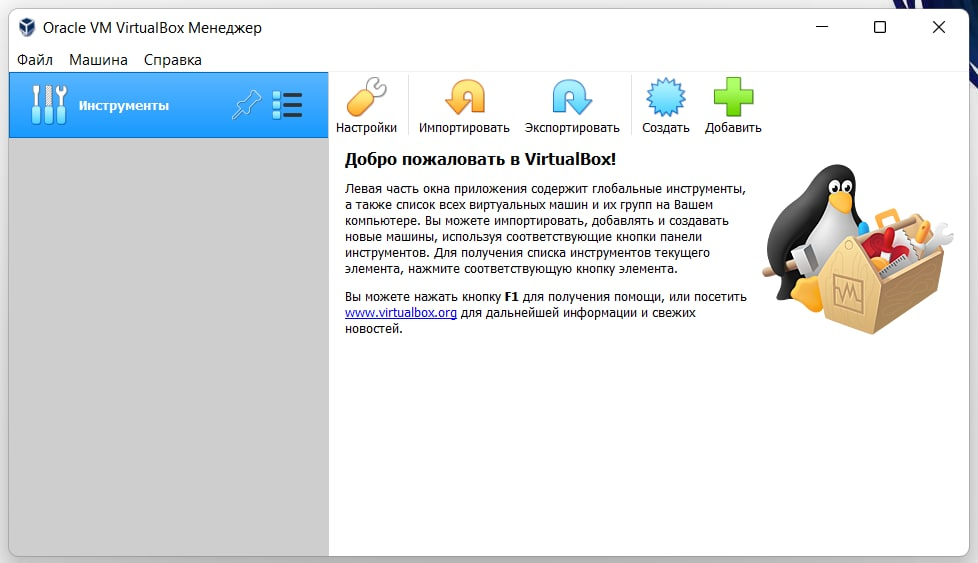 Oracle VM VirtualBox Менеджер
Файл Машина Справка
Инструменты
Настройки Импортировать Экспортировать Создать Добавить
Добро пожаловать в VirtualBox!
Левая часть окна приложения содержит глобальные инструменты,
а также список всех виртуальных машин и их групп на Вашем
компьютере. Вы можете импортировать, добавлять и создавать
новые машины, используя соответствующие кнопки панели
инструментов. Для получения списка инструментов текущего
элемента, нажмите соответствующую кнопку элемента.
Вы можете нажать кнопку F1 для получения помощи, или посетить
www.virtualbox.org для дальнейшей информации и свежих
новостей.